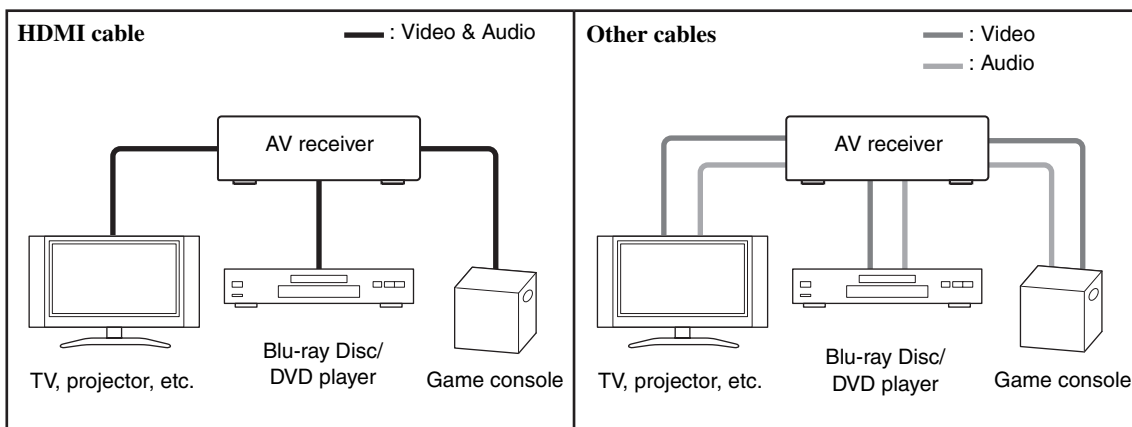 HDMI cable
: Video & Audio
AV receiver
TV, projector, etc.
Blu-ray Disc/
DVD player
Game console
Other cables
: Video
: Audio
AV receiver
TV, projector, etc.
Blu-ray Disc/
DVD player
Game console